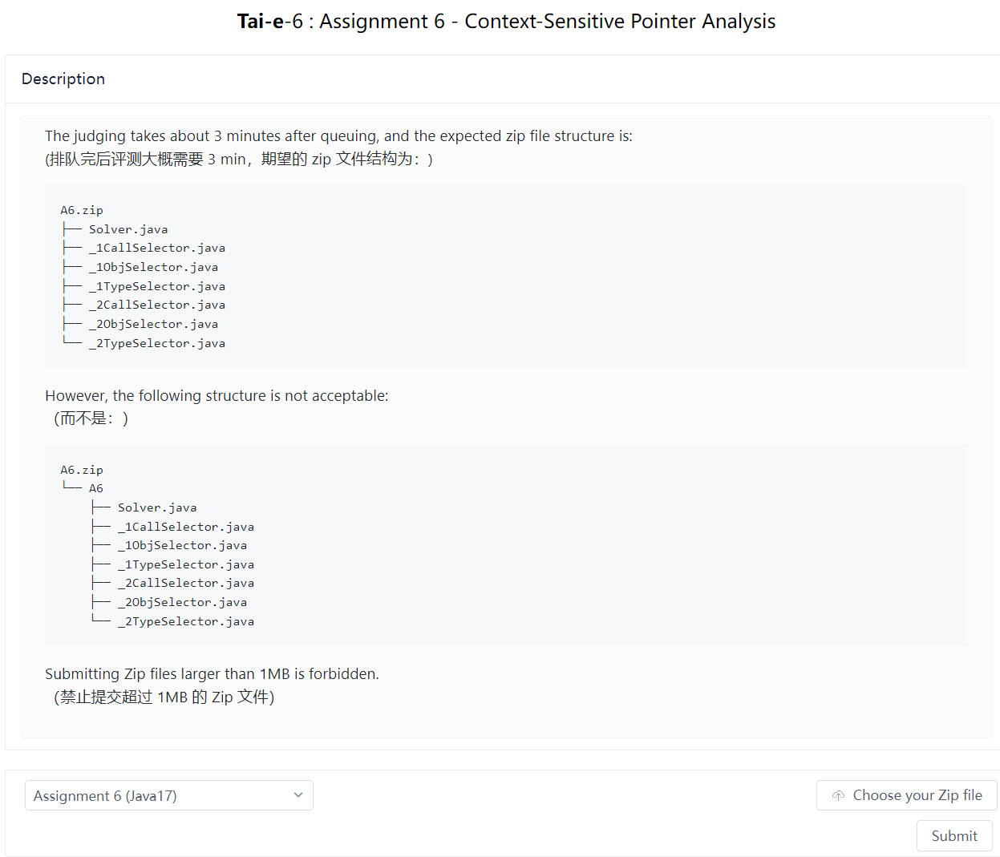 Tai-e-6 : Assignment 6 - Context-Sensitive Pointer Analysis
Description
The judging takes about 3 minutes after queuing, and the expected zip file structure is:
(排队完后评测大概需要 3 min，期望的 zip 文件结构为：)
A6.zip
├── Solver.java
├── _1CallSelector.java
├── _1ObjSelector.java
├── _1TypeSelector.java
├── _2CallSelector.java
├── _2ObjSelector.java
└── _2TypeSelector.java
However, the following structure is not acceptable:
（而不是：)
A6.zip
└── A6
    ├── Solver.java
    ├── _1CallSelector.java
    ├── _1ObjSelector.java
    ├── _1TypeSelector.java
    ├── _2CallSelector.java
    ├── _2ObjSelector.java
    └── _2TypeSelector.java
Submitting Zip files larger than 1MB is forbidden.
（禁止提交超过 1MB 的 Zip 文件）
Assignment 6 (Java17)
Choose your Zip file
Submit